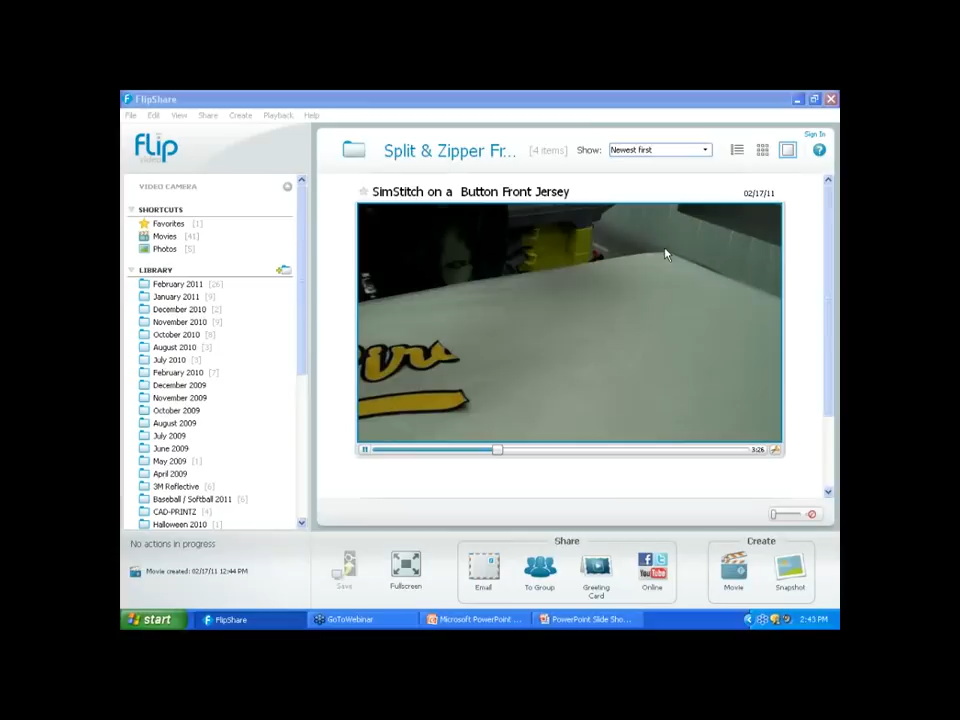 FlipShare
File Edit View Share Create Playback Help
flip
video
Sign In
Split & Zipper Fr... [4 items] Show: Newest first
VIDEO CAMERA
SHORTCUTS
Favorites [1]
Movies [41]
Photos [5]
LIBRARY
February 2011 [26]
January 2011 [9]
December 2010 [2]
November 2010 [9]
October 2010 [8]
August 2010 [3]
July 2010 [3]
February 2010 [7]
December 2009
November 2009
October 2009
August 2009
July 2009
June 2009
May 2009 [1]
April 2009
3M Reflective [6]
Baseball / Softball 2011 [6]
CAD-PRINTZ [4]
Halloween 2010 [1]
SimStitch on a Button Front Jersey 02/17/11
3:26
No actions in progress
Movie created: 02/17/11 12:44 PM
Save
Fullscreen
Share
Email
To Group
Greeting Card
Online
Create
Movie
Snapshot
start FlipShare GoToWebinar Microsoft PowerPoint ... PowerPoint Slide Sho... 2:43 PM